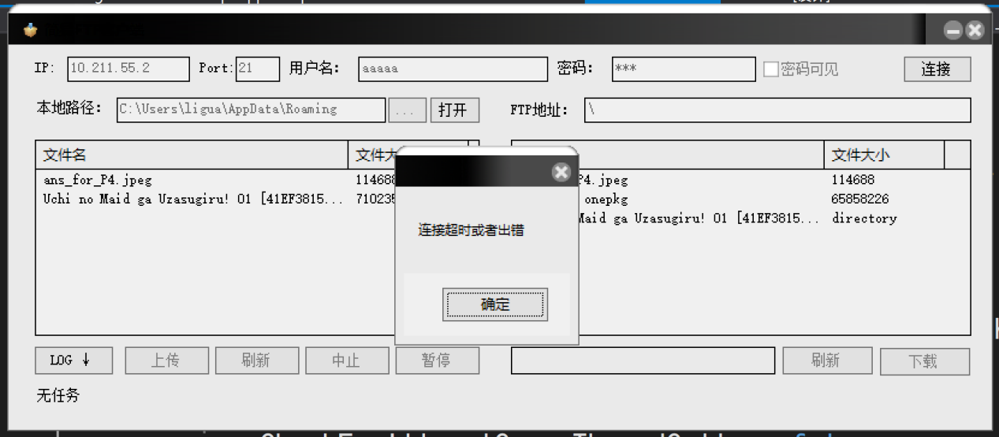 IP: 10.211.55.2 Port: 21 用户名: aaaaa 密码: *** 密码可见 连接
本地路径: C:\Users\ligua\AppData\Roaming ... 打开 FTP地址: \
文件名 文件大 文件大小
ans_for_P4.jpeg 114688 P4.jpeg 114688
Uchi no Maid ga Uzasugiru! 01 [41EF3815... 710235 onepkg 65858226
Maid ga Uzasugiru! 01 [41EF3815... directory
连接超时或者出错
确定
LOG ↓ 上传 刷新 中止 暂停 刷新 下载
无任务